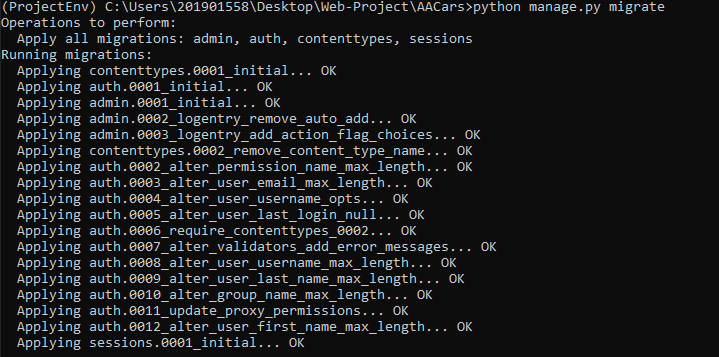 (ProjectEnv) C:\Users\201901558\Desktop\Web-Project\AACars>python manage.py migrate
Operations to perform:
  Apply all migrations: admin, auth, contenttypes, sessions
Running migrations:
  Applying contenttypes.0001_initial... OK
  Applying auth.0001_initial... OK
  Applying admin.0001_initial... OK
  Applying admin.0002_logentry_remove_auto_add... OK
  Applying admin.0003_logentry_add_action_flag_choices... OK
  Applying contenttypes.0002_remove_content_type_name... OK
  Applying auth.0002_alter_permission_name_max_length... OK
  Applying auth.0003_alter_user_email_max_length... OK
  Applying auth.0004_alter_user_username_opts... OK
  Applying auth.0005_alter_user_last_login_null... OK
  Applying auth.0006_require_contenttypes_0002... OK
  Applying auth.0007_alter_validators_add_error_messages... OK
  Applying auth.0008_alter_user_username_max_length... OK
  Applying auth.0009_alter_user_last_name_max_length... OK
  Applying auth.0010_alter_group_name_max_length... OK
  Applying auth.0011_update_proxy_permissions... OK
  Applying auth.0012_alter_user_first_name_max_length... OK
  Applying sessions.0001_initial... OK